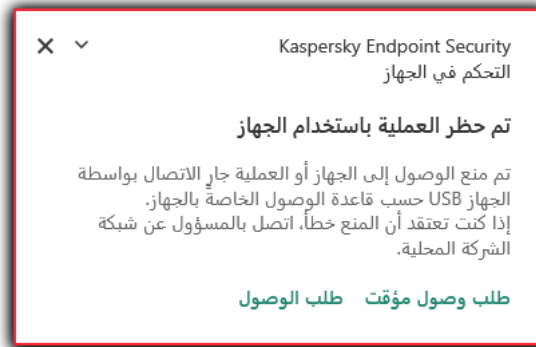 Kaspersky Endpoint Security
التحكم في الجهاز
تم حظر العملية باستخدام الجهاز
تم منع الوصول إلى الجهاز أو العملية جارٍ الاتصال بواسطة
الجهاز USB حسب قاعدة الوصول الخاصةً بالجهاز.
إذا كنت تعتقد أن المنع خطأ، اتصل بالمسؤول عن شبكة
الشركة المحلية.
طلب وصول مؤقت طلب الوصول